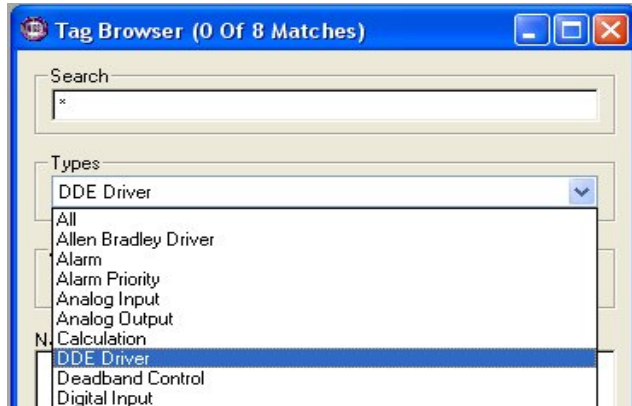 Tag Browser (0 Of 8 Matches)
Search
*
Types
DDE Driver
All
Allen Bradley Driver
Alarm
Alarm Priority
Analog Input
Analog Output
Calculation
DDE Driver
Deadband Control
Digital Input